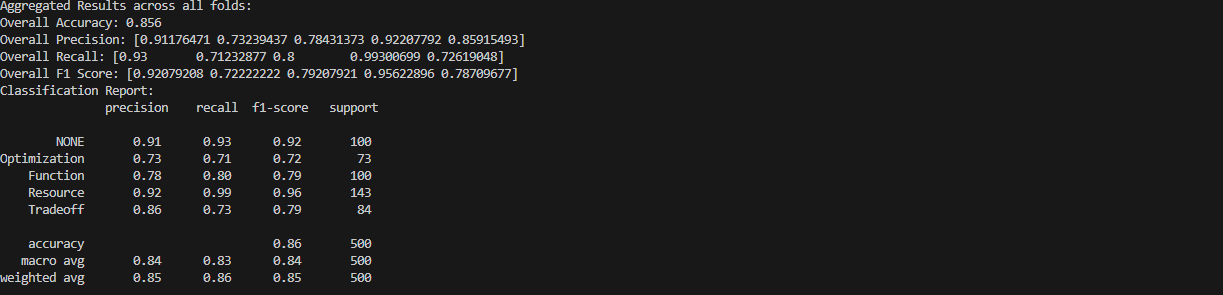 Aggregated Results across all folds:
Overall Accuracy: 0.856
Overall Precision: [0.91176471 0.73239437 0.78431373 0.92207792 0.85915493]
Overall Recall: [0.93       0.71232877 0.8        0.99300699 0.72619048]
Overall F1 Score: [0.92079208 0.72222222 0.79207921 0.95622896 0.78709677]
Classification Report:
              precision    recall  f1-score   support

        NONE       0.91      0.93      0.92       100
Optimization       0.73      0.71      0.72        73
    Function       0.78      0.80      0.79       100
    Resource       0.92      0.99      0.96       143
    Tradeoff       0.86      0.73      0.79        84

    accuracy                           0.86       500
   macro avg       0.84      0.83      0.84       500
weighted avg       0.85      0.86      0.85       500